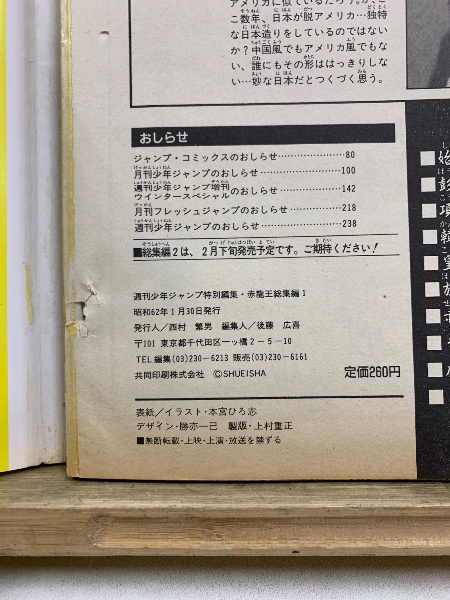 アメリカに似ているだろう。が、こ
こ数年、日本が脱アメリカ…独特
な日本造りをしているのではない
か？中国風でもアメリカ風でもな
い、誰にもその形ははっきりしな
い…妙な日本だとつくづく思う。
おしらせ
ジャンプ・コミックスのおしらせ……………80
月刊少年ジャンプのおしらせ……………100
週刊少年ジャンプ増刊
ウインタースペシャルのおしらせ……………142
月刊フレッシュジャンプのおしらせ…………218
週刊少年ジャンプのおしらせ……………238
■総集編2は、2月下旬発売予定です。ご期待ください！
週刊少年ジャンプ特別編集・赤龍王総集編1
昭和62年1月30日発行
発行人／西村 繁男 編集人／後藤 広喜
〒101 東京都千代田区一ッ橋2－5－10
TEL編集(03)230－6213 販売(03)230－6161
共同印刷株式会社 ©SHUEISHA
定価260円
表紙／イラスト・本宮ひろ志
デザイン・勝亦一己 製版・上村重正
■無断転載・上映・上演・放送を禁ずる
■始
■彭
■項
■韓
■皇
■放